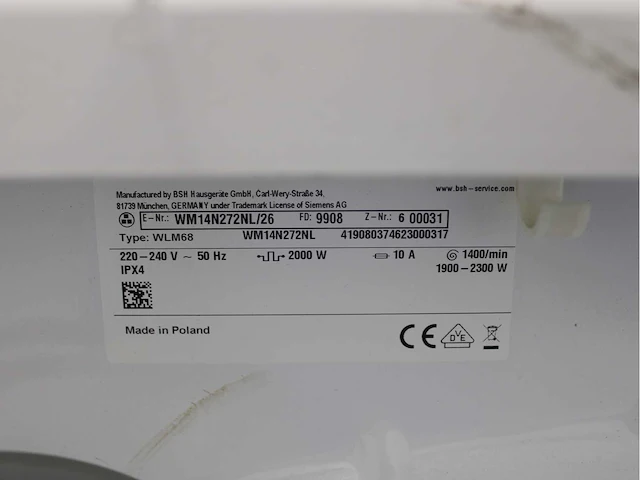 Manufactured by BSH Hausgeräte GmbH, Carl-Wery-Straße 34,
81739 München, GERMANY under Trademark License of Siemens AG
www.bsh-service.com
E-Nr.: WM14N272NL/26 FD: 9908 Z-Nr.: 6 00031
Type: WLM68 WM14N272NL 419080374623000317
220-240 V ~ 50 Hz 2000 W 10 A 1400/min
IPX4 1900-2300 W
Made in Poland CE DVE